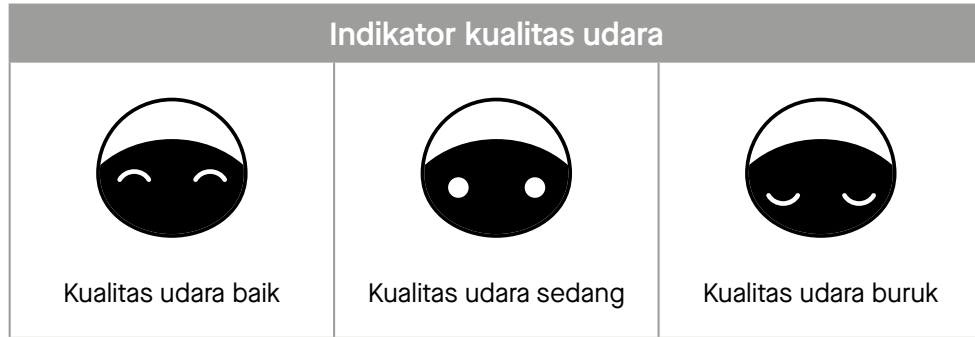 Indikator kualitas udara
Kualitas udara baik
Kualitas udara sedang
Kualitas udara buruk